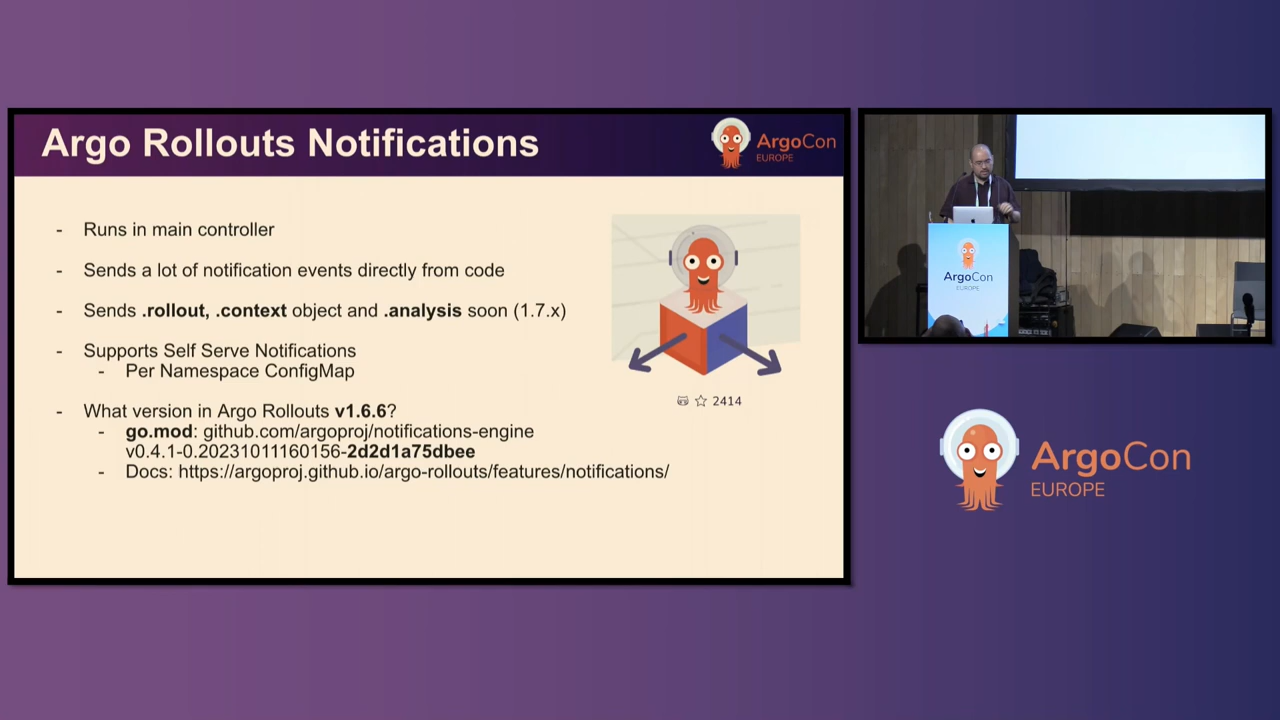 Argo Rollouts Notifications
ArgoCon
EUROPE
- Runs in main controller
- Sends a lot of notification events directly from code
- Sends .rollout, .context object and .analysis soon (1.7.x)
- Supports Self Serve Notifications
- Per Namespace ConfigMap
- What version in Argo Rollouts v1.6.6?
- go.mod: github.com/argoproj/notifications-engine
v0.4.1-0.20231011160156-2d2d1a75dbee
- Docs: https://argoproj.github.io/argo-rollouts/features/notifications/
2414
ArgoCon
EUROPE
ArgoCon
EUROPE